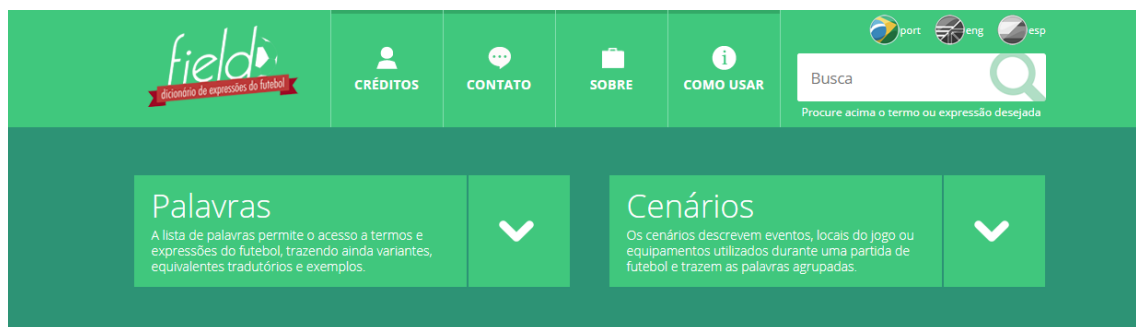 field
dicionário de expressões do futebol
CRÉDITOS
CONTATO
SOBRE
COMO USAR
port eng esp
Busca
Procure acima o termo ou expressão desejada
Palavras
A lista de palavras permite o acesso a termos e
expressões do futebol, trazendo ainda variantes,
equivalentes tradutórios e exemplos.
Cenários
Os cenários descrevem eventos, locais do jogo ou
equipamentos utilizados durante uma partida de
futebol e trazem as palavras agrupadas.